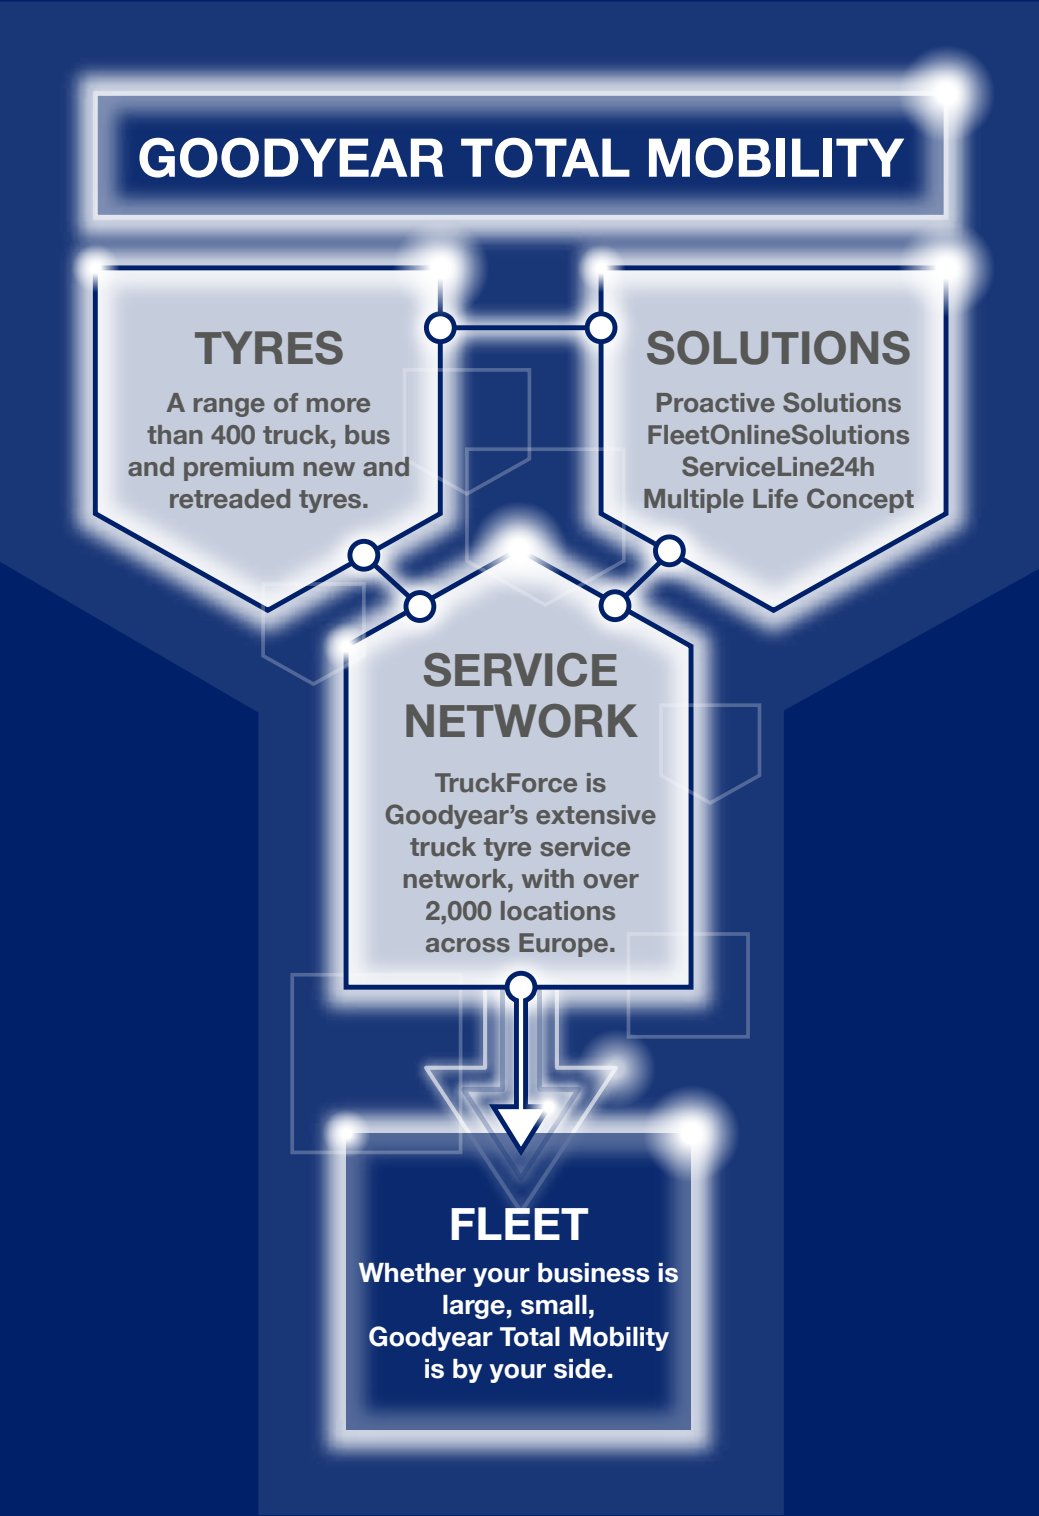 GOODYEAR TOTAL MOBILITY
TYRES
A range of more
than 400 truck, bus
and premium new and
retreaded tyres.
SOLUTIONS
Proactive Solutions
FleetOnlineSolutions
ServiceLine24h
Multiple Life Concept
SERVICE
NETWORK
TruckForce is
Goodyear’s extensive
truck tyre service
network, with over
2,000 locations
across Europe.
FLEET
Whether your business is
large, small,
Goodyear Total Mobility
is by your side.